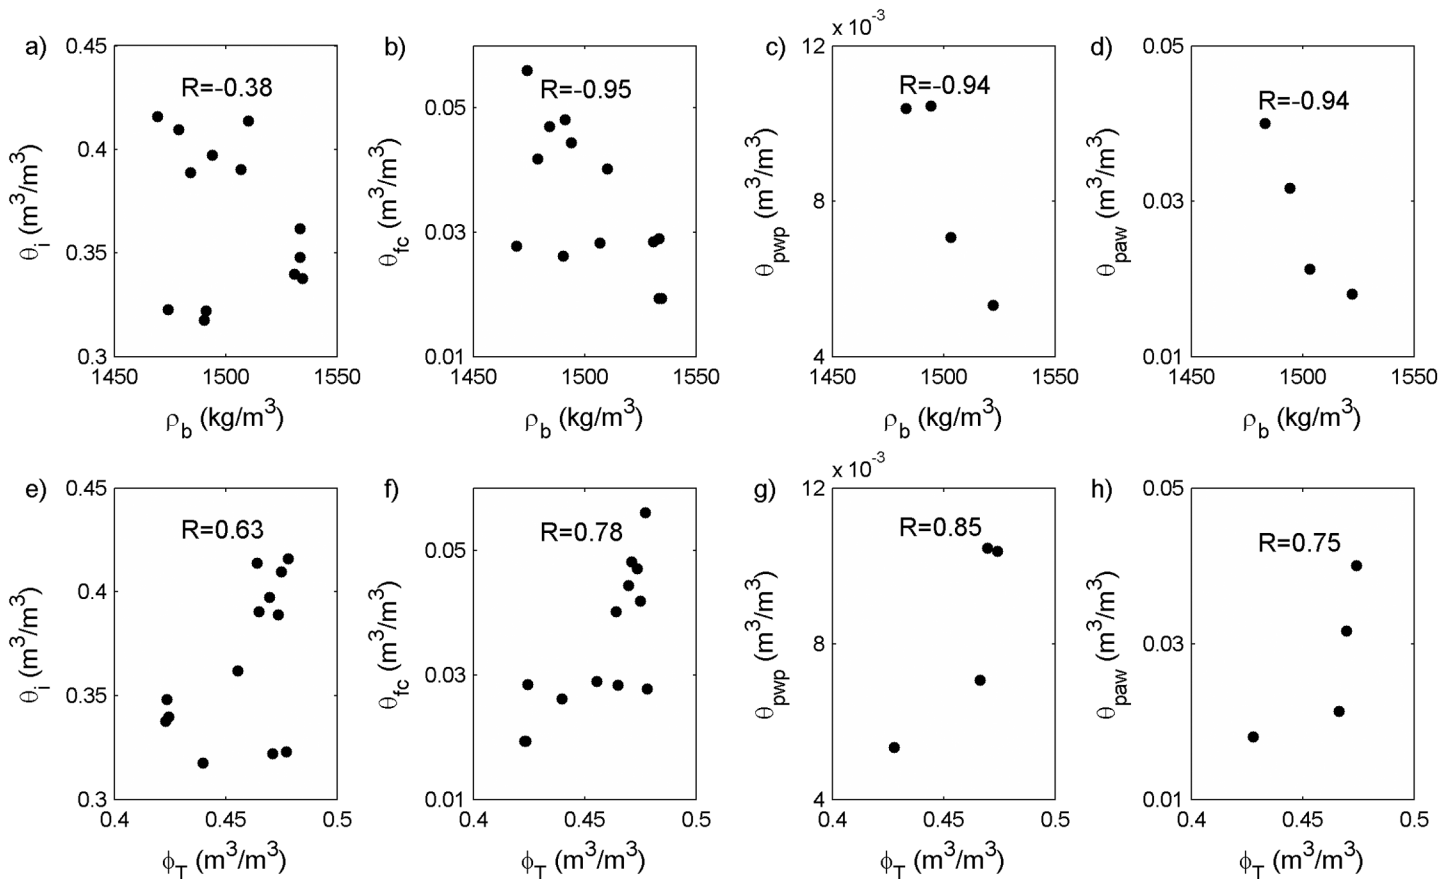 a)
0.45
0.4
0.35
0.3
R=-0.38
θi (m3/m3)
1450
1500
1550
ρb (kg/m3)
b)
0.05
0.03
0.01
R=-0.95
θfc (m3/m3)
1450
1500
1550
ρb (kg/m3)
c)
x 10-3
12
8
4
R=-0.94
θpwp (m3/m3)
1450
1500
1550
ρb (kg/m3)
d)
0.05
0.03
0.01
R=-0.94
θpaw (m3/m3)
1450
1500
1550
ρb (kg/m3)
e)
0.45
0.4
0.35
0.3
R=0.63
θi (m3/m3)
0.4
0.45
0.5
ϕT (m3/m3)
f)
0.05
0.03
0.01
R=0.78
θfc (m3/m3)
0.4
0.45
0.5
ϕT (m3/m3)
g)
x 10-3
12
8
4
R=0.85
θpwp (m3/m3)
0.4
0.45
0.5
ϕT (m3/m3)
h)
0.05
0.03
0.01
R=0.75
θpaw (m3/m3)
0.4
0.45
0.5
ϕT (m3/m3)